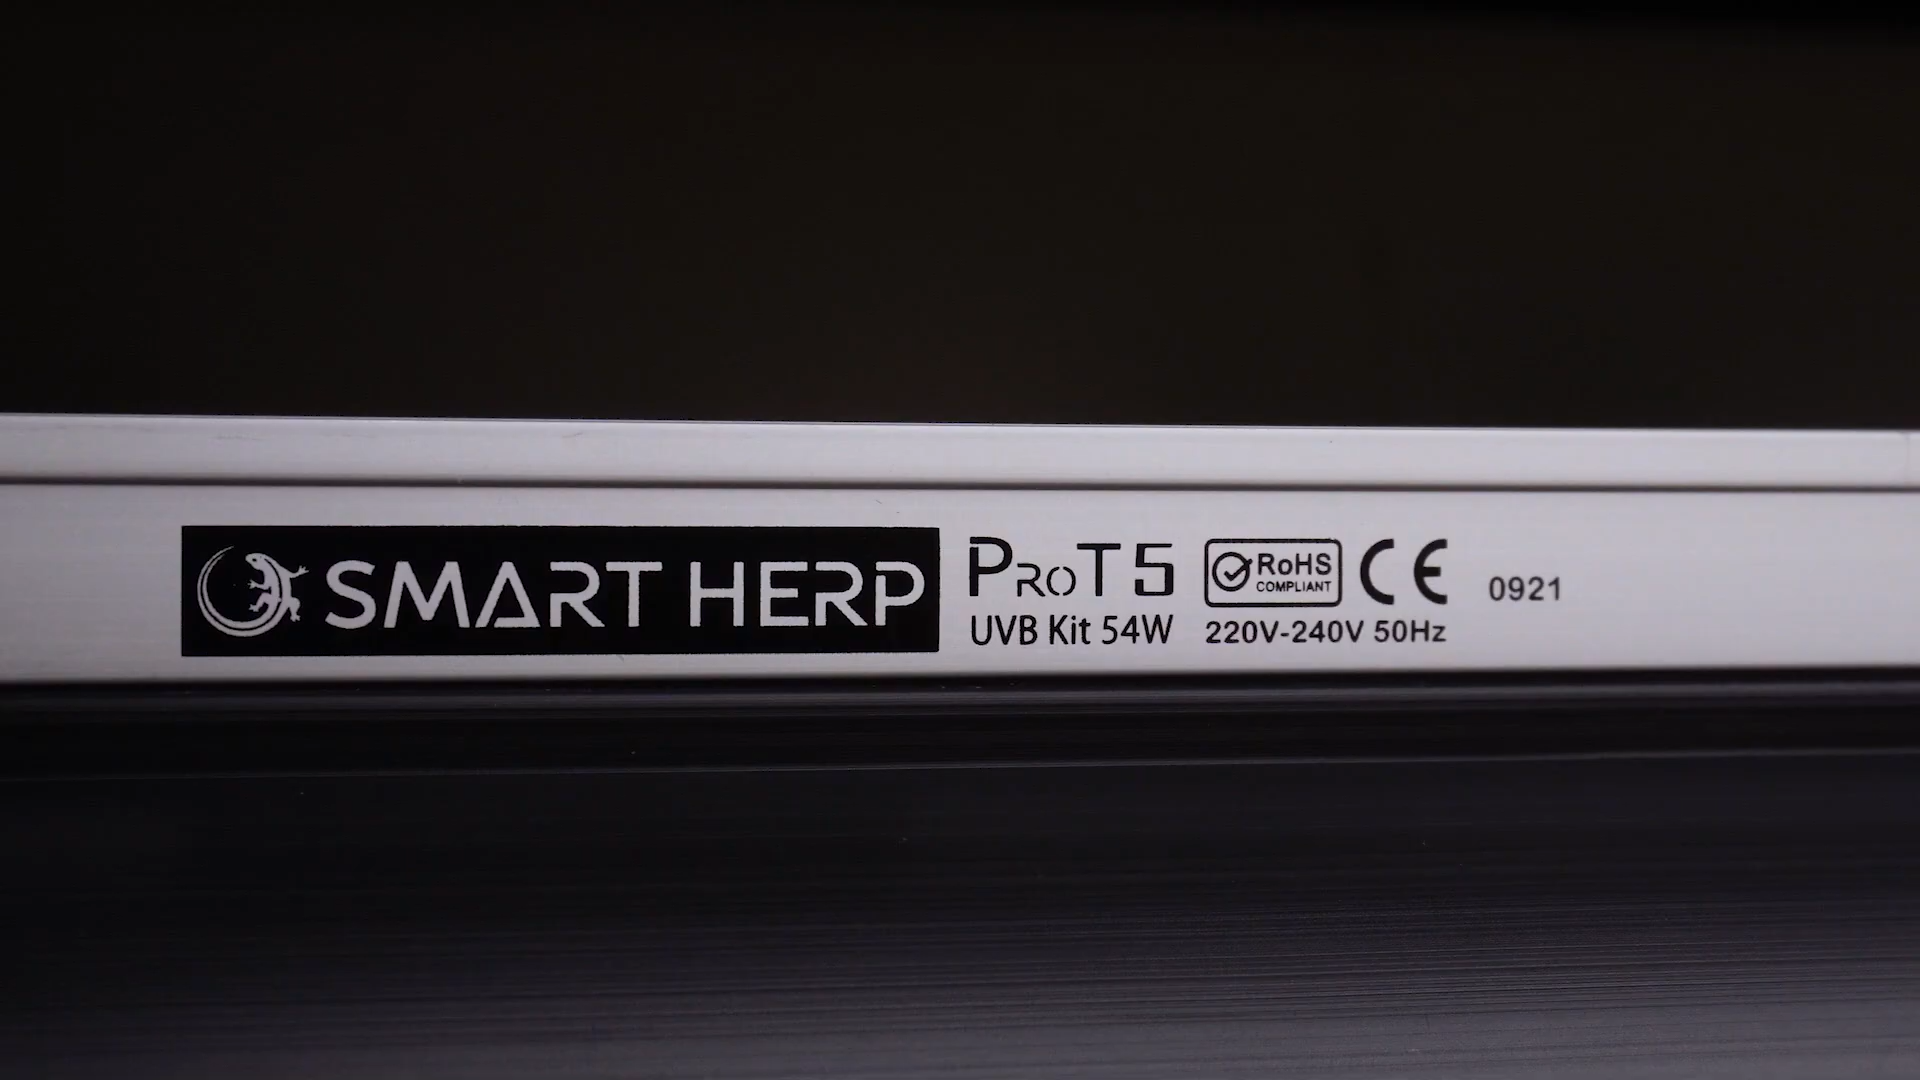 SMART HERP
ProT5
UVB Kit 54W
RoHS
COMPLIANT
CE
220V-240V 50Hz
0921